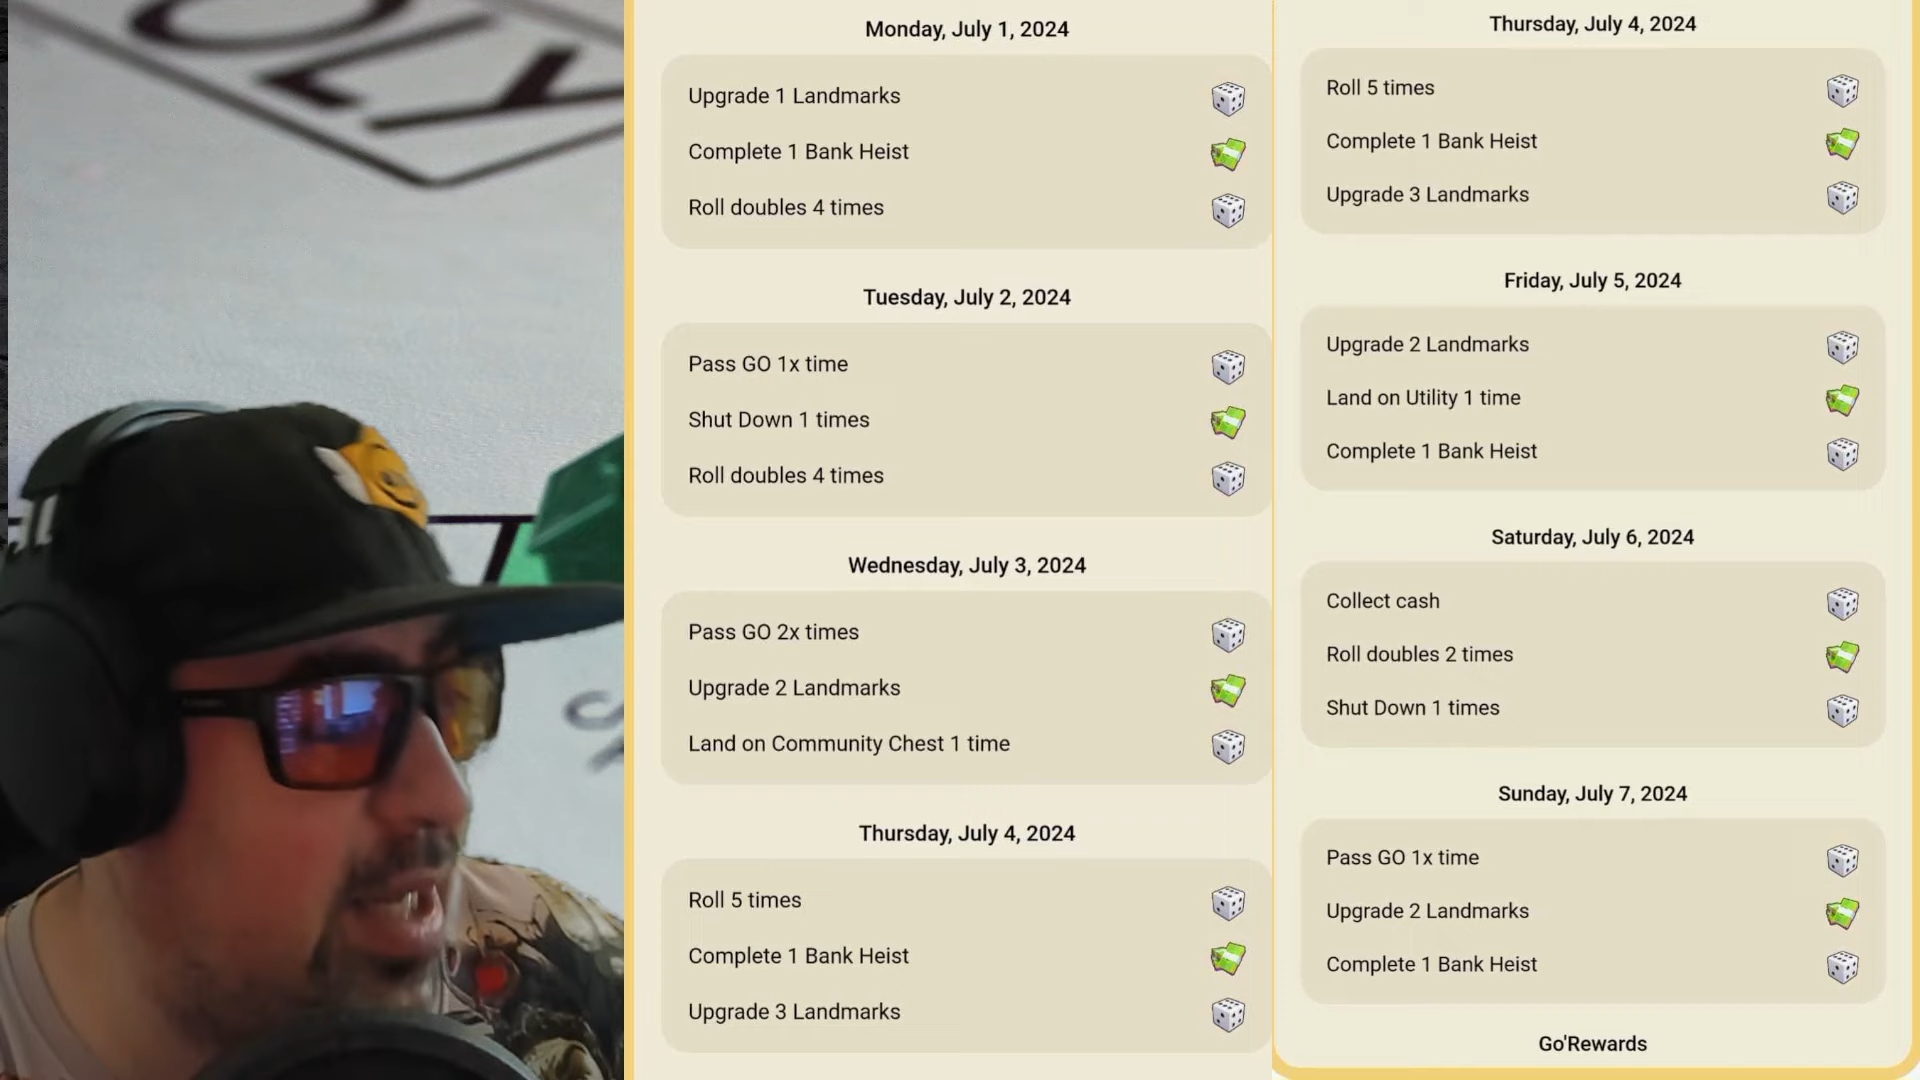 OLY
Monday, July 1, 2024
Upgrade 1 Landmarks
Complete 1 Bank Heist
Roll doubles 4 times
Tuesday, July 2, 2024
Pass GO 1x time
Shut Down 1 times
Roll doubles 4 times
Wednesday, July 3, 2024
Pass GO 2x times
Upgrade 2 Landmarks
Land on Community Chest 1 time
Thursday, July 4, 2024
Roll 5 times
Complete 1 Bank Heist
Upgrade 3 Landmarks
Thursday, July 4, 2024
Roll 5 times
Complete 1 Bank Heist
Upgrade 3 Landmarks
Friday, July 5, 2024
Upgrade 2 Landmarks
Land on Utility 1 time
Complete 1 Bank Heist
Saturday, July 6, 2024
Collect cash
Roll doubles 2 times
Shut Down 1 times
Sunday, July 7, 2024
Pass GO 1x time
Upgrade 2 Landmarks
Complete 1 Bank Heist
Go'Rewards